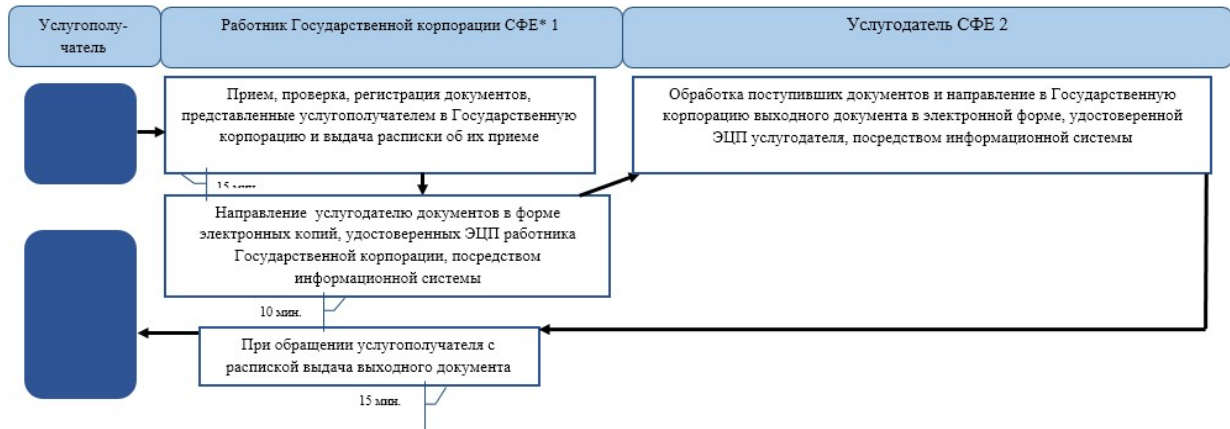 Услугополу-
чатель
Работник Государственной корпорации СФЕ* 1
Услугодатель СФЕ 2
Прием, проверка, регистрация документов,
представленные услугополучателем в Государственную
корпорацию и выдача расписки об их приеме
15 мин.
Обработка поступивших документов и направление в Государственную
корпорацию выходного документа в электронной форме, удостоверенной
ЭЦП услугодателя, посредством информационной системы
Направление услугодателю документов в форме
электронных копий, удостоверенных ЭЦП работника
Государственной корпорации, посредством
информационной системы
10 мин.
При обращении услугополучателя с
распиской выдача выходного документа
15 мин.